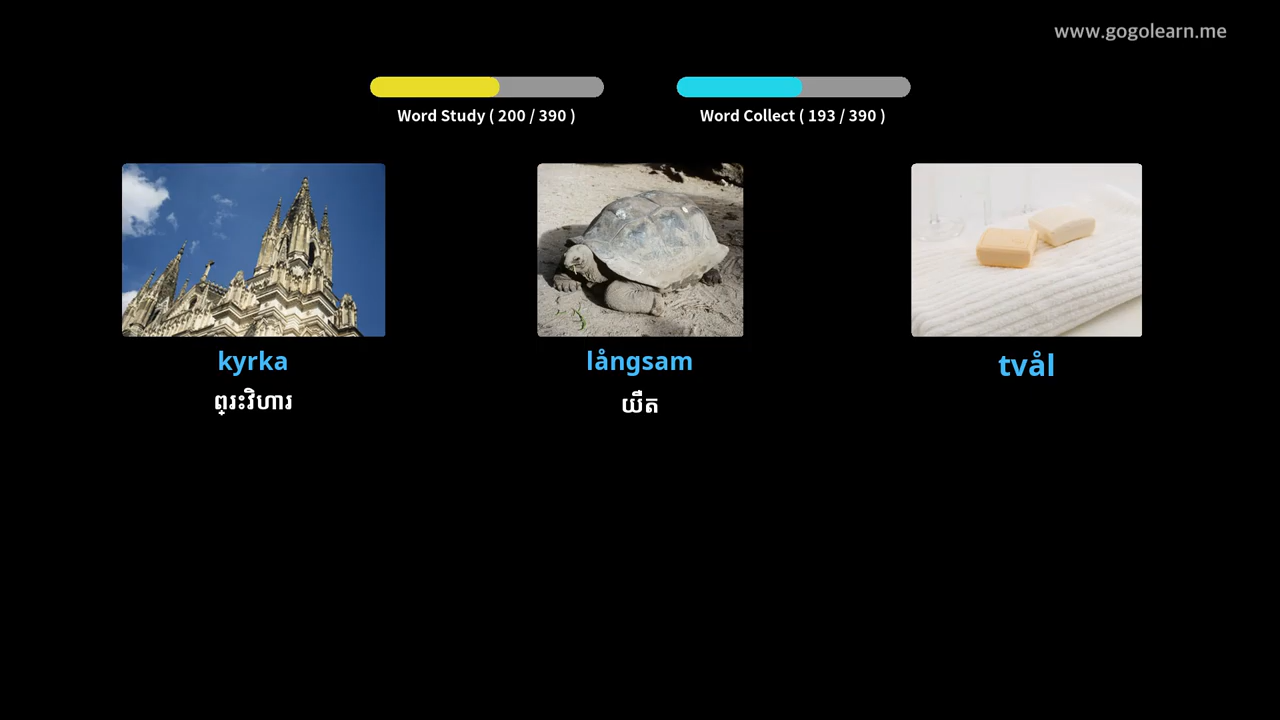 www.gogolearn.me
Word Study ( 200 / 390 )
Word Collect ( 193 / 390 )
kyrka
långsam
tvål
ព្រះវិហារ
យឺត